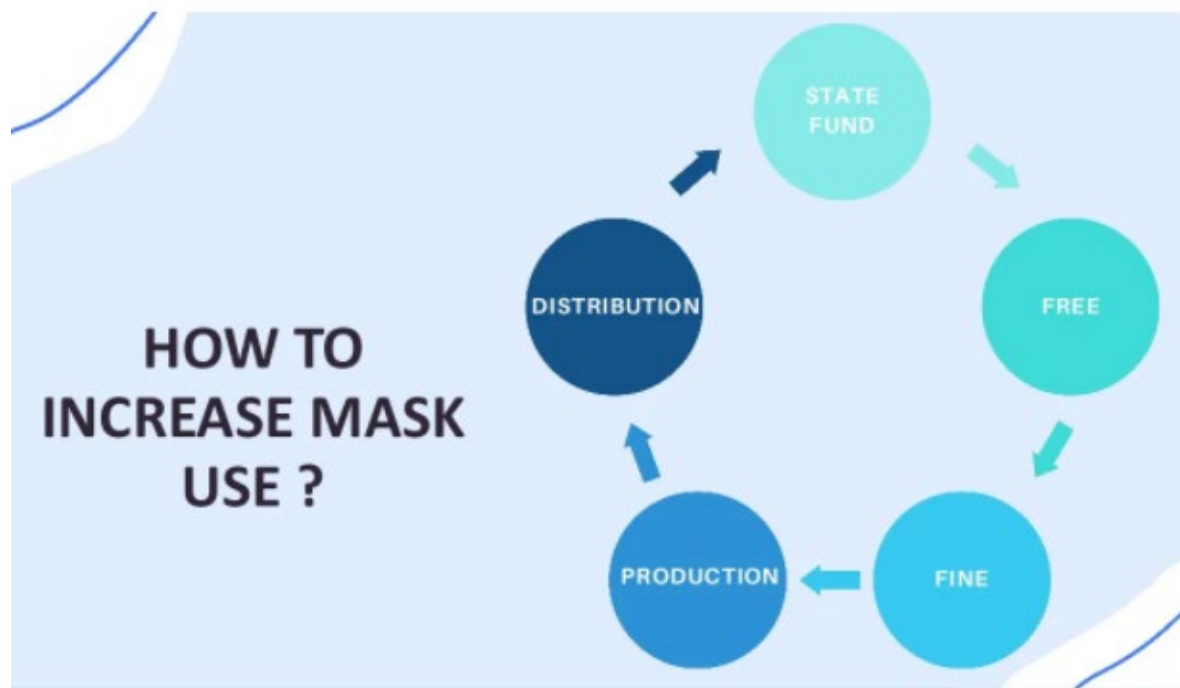 HOW TO
INCREASE MASK
USE ?
STATE
FUND
FREE
FINE
PRODUCTION
DISTRIBUTION